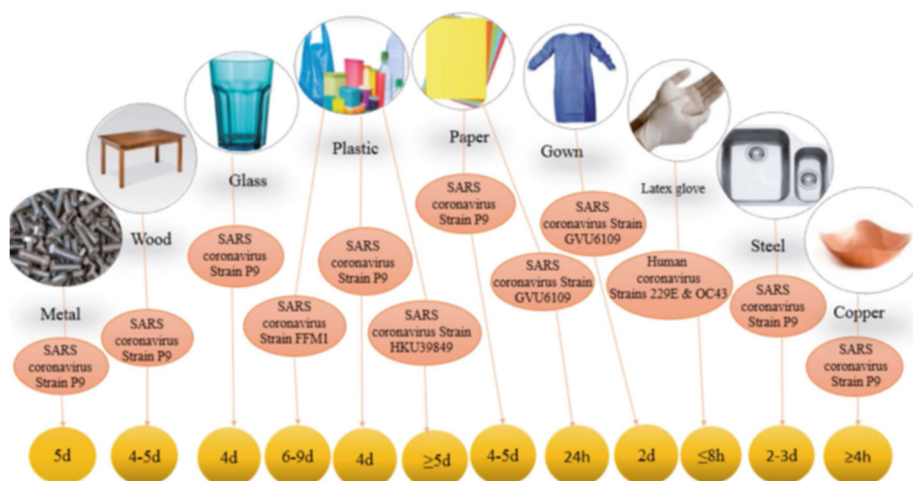 Metal
SARS
coronavirus
Strain P9
5d
Wood
SARS
coronavirus
Strain P9
4-5d
Glass
SARS
coronavirus
Strain P9
4d
Plastic
SARS
coronavirus
Strain FFM1
6-9d
SARS
coronavirus
Strain P9
4d
SARS
coronavirus Strain
HKU39849
≥5d
Paper
SARS
coronavirus
Strain P9
4-5d
SARS
coronavirus Strain
GVU6109
24h
Gown
SARS
coronavirus Strain
GVU6109
2d
Latex glove
Human
coronavirus
Strains 229E & OC43
≤8h
Steel
SARS
coronavirus
Strain P9
2-3d
Copper
SARS
coronavirus
Strain P9
≥4h